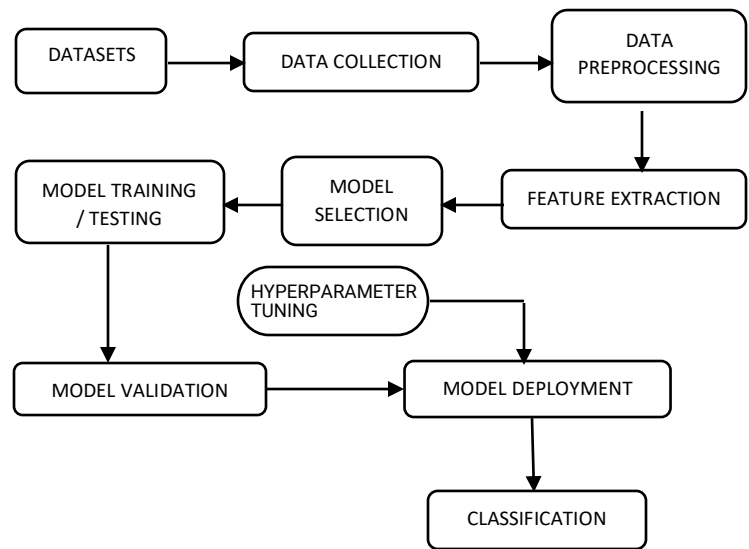 DATASETS
DATA COLLECTION
DATA
PREPROCESSING
FEATURE EXTRACTION
MODEL
SELECTION
MODEL TRAINING
/ TESTING
HYPERPARAMETER
TUNING
MODEL VALIDATION
MODEL DEPLOYMENT
CLASSIFICATION